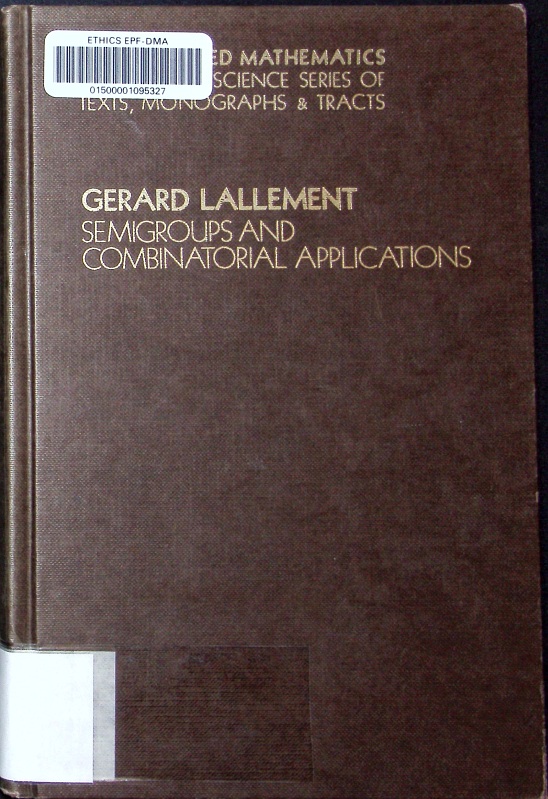 ETHICS EPF-DMA
01500001095327
ED MATHEMATICS
SCIENCE SERIES OF
TEXTS, MONOGRAPHS & TRACTS
GERARD LALLEMENT
SEMIGROUPS AND
COMBINATORIAL APPLICATIONS